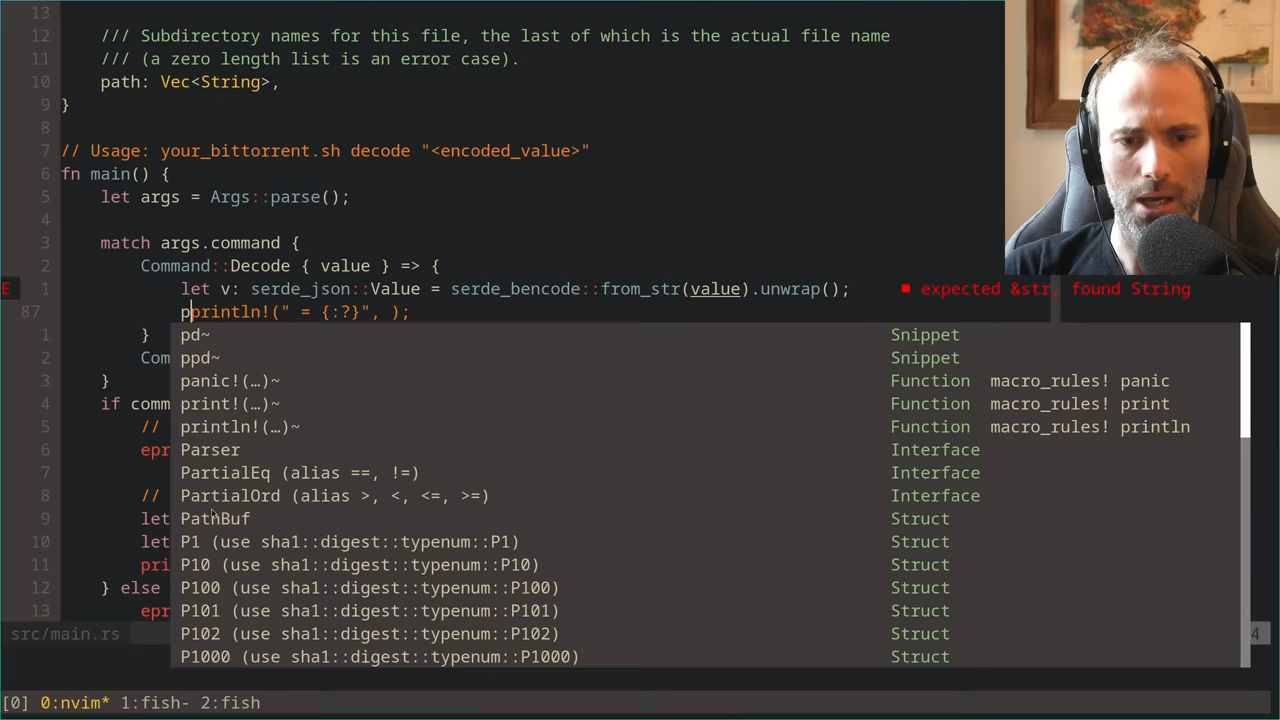 13
12 /// Subdirectory names for this file, the last of which is the actual file name
11 /// (a zero length list is an error case).
10 path: Vec<String>,
9 }
8
7 // Usage: your_bittorrent.sh decode "<encoded_value>"
6 fn main() {
5 let args = Args::parse();
4
3 match args.command {
2 Command::Decode { value } => {
E 1 let v: serde_json::Value = serde_bencode::from_str(value).unwrap(); ■ expected &str, found String
87 pprintln!(" = {:?}", );
1 } pd~ Snippet
2 Com ppd~ Snippet
3 } panic!(…)~ Function macro_rules! panic
4 if comm print!(…)~ Function macro_rules! print
5 // println!(…)~ Function macro_rules! println
6 epr Parser Interface
7 PartialEq (alias ==, !=) Interface
8 // PartialOrd (alias >, <, <=, >=) Interface
9 let PathBuf Struct
10 let P1 (use sha1::digest::typenum::P1) Struct
11 pri P10 (use sha1::digest::typenum::P10) Struct
12 } else P100 (use sha1::digest::typenum::P100) Struct
13 epr P101 (use sha1::digest::typenum::P101) Struct
src/main.rs P102 (use sha1::digest::typenum::P102) Struct 4
P1000 (use sha1::digest::typenum::P1000) Struct
[0] 0:nvim* 1:fish- 2:fish